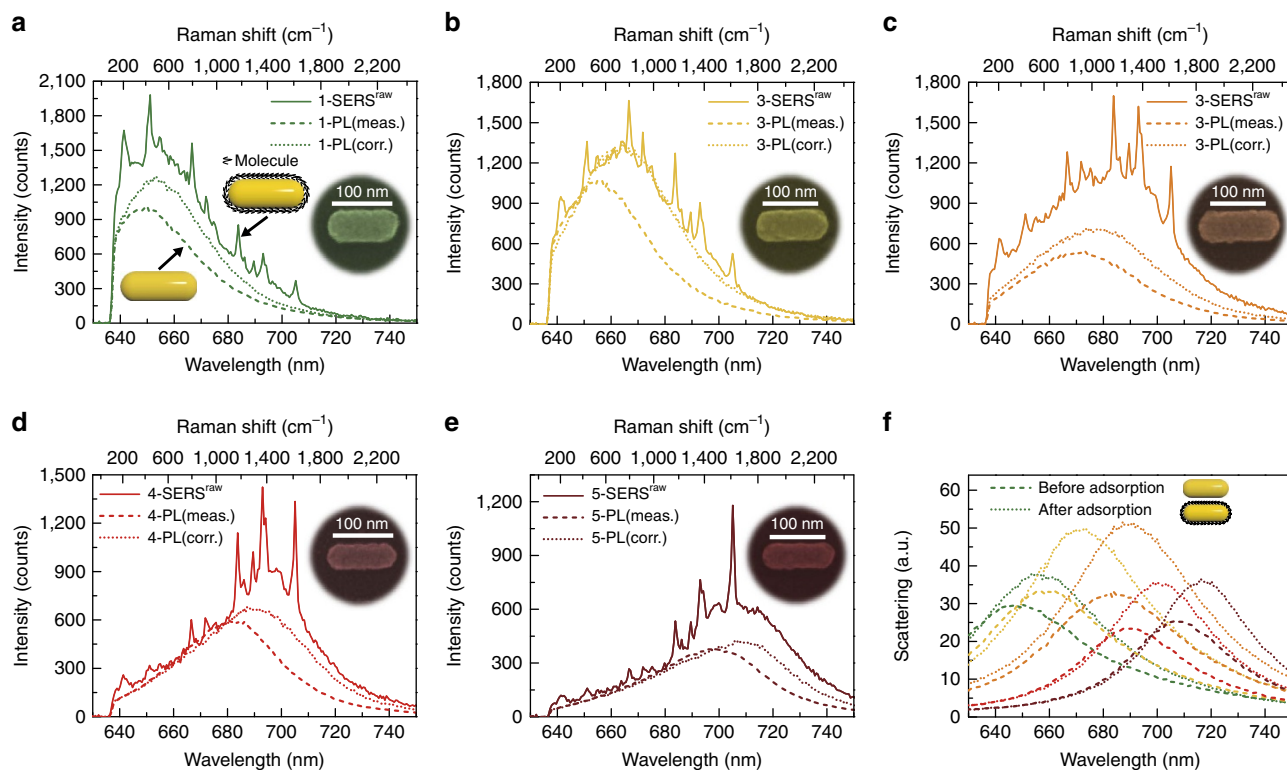 a
Raman shift (cm⁻¹)
200 600 1,000 1,400 1,800 2,200
2,100
1,800
1,500
1,200
900
600
300
0
Intensity (counts)
1-SERSʳᵃʷ
1-PL(meas.)
1-PL(corr.)
Molecule
100 nm
640 660 680 700 720 740
Wavelength (nm)
b
Raman shift (cm⁻¹)
200 600 1,000 1,400 1,800 2,200
1,800
1,500
1,200
900
600
300
0
Intensity (counts)
3-SERSʳᵃʷ
3-PL(meas.)
3-PL(corr.)
100 nm
640 660 680 700 720 740
Wavelength (nm)
c
Raman shift (cm⁻¹)
200 600 1,000 1,400 1,800 2,200
1,800
1,500
1,200
900
600
300
0
Intensity (counts)
3-SERSʳᵃʷ
3-PL(meas.)
3-PL(corr.)
100 nm
640 660 680 700 720 740
Wavelength (nm)
d
Raman shift (cm⁻¹)
200 600 1,000 1,400 1,800 2,200
1,500
1,200
900
600
300
0
Intensity (counts)
4-SERSʳᵃʷ
4-PL(meas.)
4-PL(corr.)
100 nm
640 660 680 700 720 740
Wavelength (nm)
e
Raman shift (cm⁻¹)
200 600 1,000 1,400 1,800 2,200
1,200
900
600
300
0
Intensity (counts)
5-SERSʳᵃʷ
5-PL(meas.)
5-PL(corr.)
100 nm
640 660 680 700 720 740
Wavelength (nm)
f
60
50
40
30
20
10
0
Scattering (a.u.)
Before adsorption
After adsorption
640 660 680 700 720 740
Wavelength (nm)